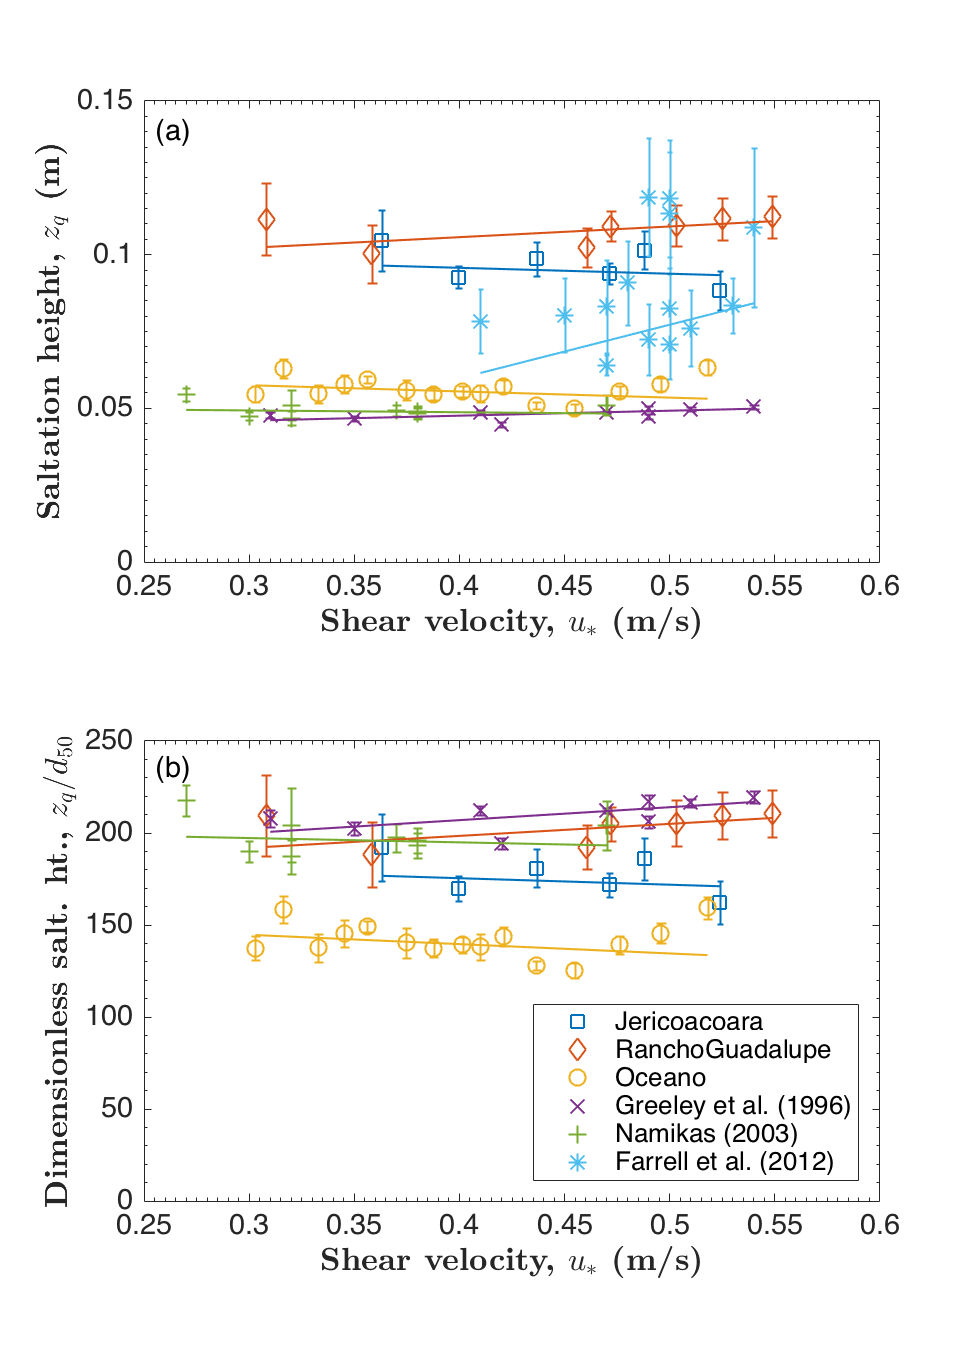 0.15
(a)
0.1
0.05
0
Saltation height, z_q (m)
0.25 0.3 0.35 0.4 0.45 0.5 0.55 0.6
Shear velocity, u_* (m/s)
250
(b)
200
150
100
50
0
Dimensionless salt. ht., z_q/d_50
Jericoacoara
RanchoGuadalupe
Oceano
Greeley et al. (1996)
Namikas (2003)
Farrell et al. (2012)
0.25 0.3 0.35 0.4 0.45 0.5 0.55 0.6
Shear velocity, u_* (m/s)